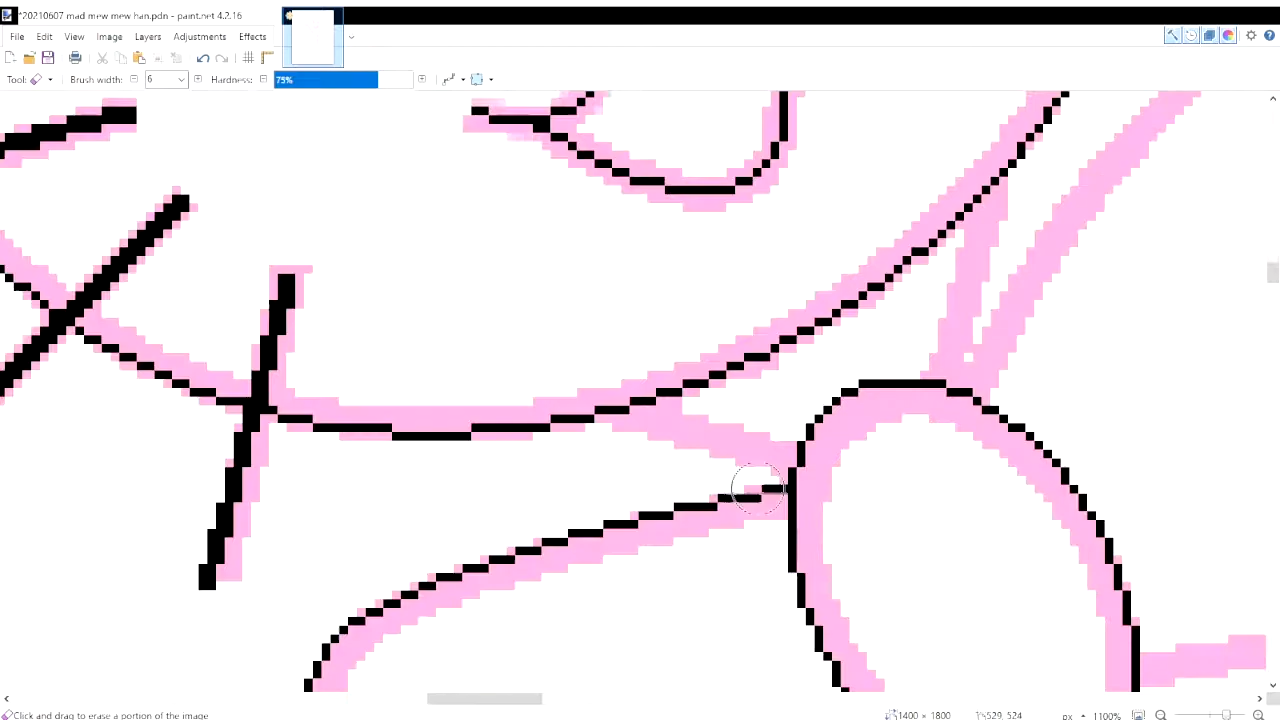 *20210607 mad mew mew han.pdn - paint.net 4.2.16
File Edit View Image Layers Adjustments Effects
Tool: Brush width: 6 Hardness: 75%
Click and drag to erase a portion of the image 1400 × 1800 529, 524 px 1100%